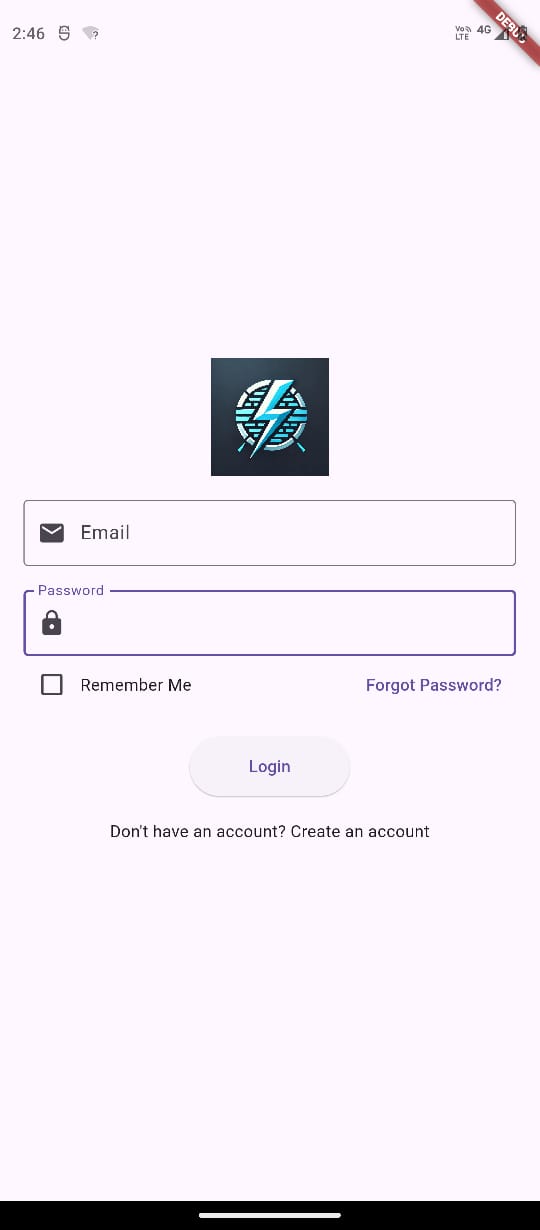 2:46
Vo))
LTE
4G
DEBUG
Email
Password
Remember Me
Forgot Password?
Login
Don't have an account? Create an account